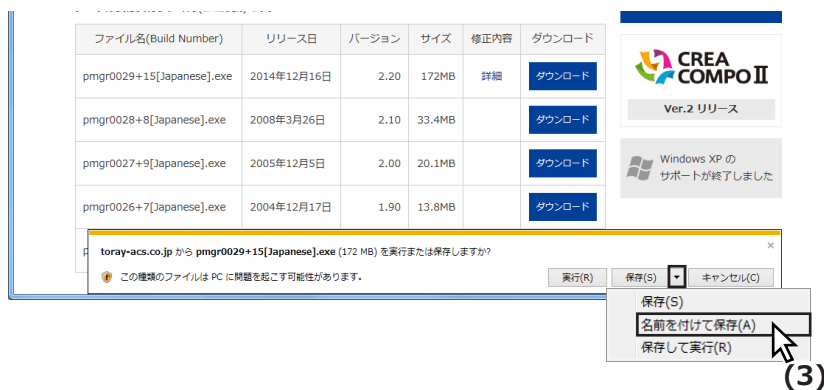 ファイル名(Build Number) リリース日 バージョン サイズ 修正内容 ダウンロード
pmgr0029+15[Japanese].exe 2014年12月16日 2.20 172MB 詳細 ダウンロード
pmgr0028+8[Japanese].exe 2008年3月26日 2.10 33.4MB ダウンロード
pmgr0027+9[Japanese].exe 2005年12月5日 2.00 20.1MB ダウンロード
pmgr0026+7[Japanese].exe 2004年12月17日 1.90 13.8MB ダウンロード
CREA
COMPO II
Ver.2 リリース
Windows XP の
サポートが終了しました
toray-acs.co.jp から pmgr0029+15[Japanese].exe (172 MB) を実行または保存しますか?
×
この種類のファイルは PC に問題を起こす可能性があります。
実行(R) 保存(S) ▼ キャンセル(C)
保存(S)
名前を付けて保存(A)
保存して実行(R)
(3)